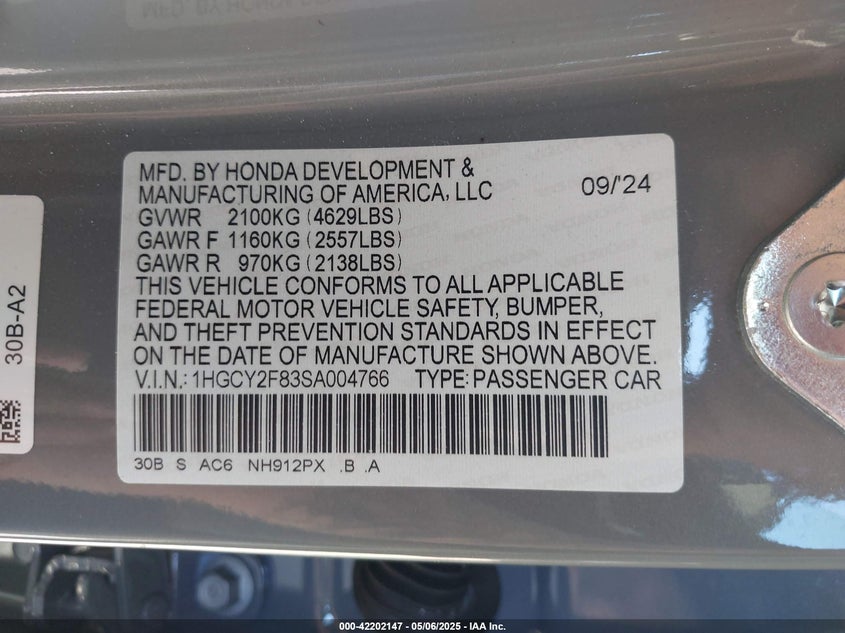 MFD. BY HONDA DEVELOPMENT &
MANUFACTURING OF AMERICA, LLC 09/'24
GVWR 2100KG (4629LBS)
GAWR F 1160KG (2557LBS)
GAWR R 970KG (2138LBS)
THIS VEHICLE CONFORMS TO ALL APPLICABLE
FEDERAL MOTOR VEHICLE SAFETY, BUMPER,
AND THEFT PREVENTION STANDARDS IN EFFECT
ON THE DATE OF MANUFACTURE SHOWN ABOVE.
V.I.N.:1HGCY2F83SA004766 TYPE:PASSENGER CAR
30B S AC6 NH912PX .B .A
30B-A2
000-42202147 - 05/06/2025 - IAA Inc.